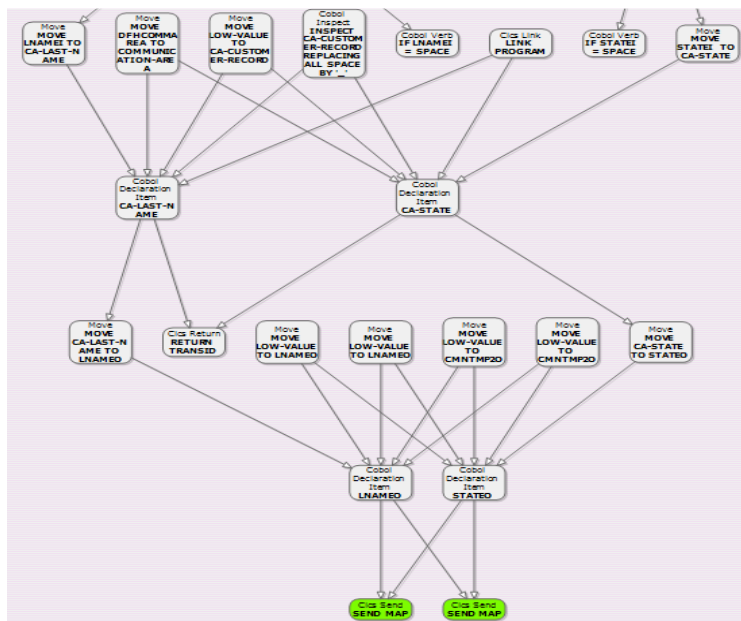 Move
MOVE
LNAMEI TO
CA-LAST-N
AME
Move
MOVE
DFHCOMMA
REA TO
COMMUNIC
ATION-ARE
A
Move
MOVE
LOW-VALUE
TO
CA-CUSTOM
ER-RECORD
Cobol
Inspect
INSPECT
CA-CUSTOM
ER-RECORD
REPLACING
ALL SPACE
BY '_'
Cobol Verb
IF LNAMEI
= SPACE
Cics Link
LINK
PROGRAM
Cobol Verb
IF STATEI
= SPACE
Move
MOVE
STATEI TO
CA-STATE
Cobol
Declaration
Item
CA-LAST-N
AME
Cobol
Declaration
Item
CA-STATE
Move
MOVE
CA-LAST-N
AME TO
LNAMEO
Cics Return
RETURN
TRANSID
Move
MOVE
LOW-VALUE
TO LNAMEO
Move
MOVE
LOW-VALUE
TO LNAMEO
Move
MOVE
LOW-VALUE
TO
CMNTMP2O
Move
MOVE
LOW-VALUE
TO
CMNTMP2O
Move
MOVE
CA-STATE
TO STATEO
Cobol
Declaration
Item
LNAMEO
Cobol
Declaration
Item
STATEO
Cics Send
SEND MAP
Cics Send
SEND MAP